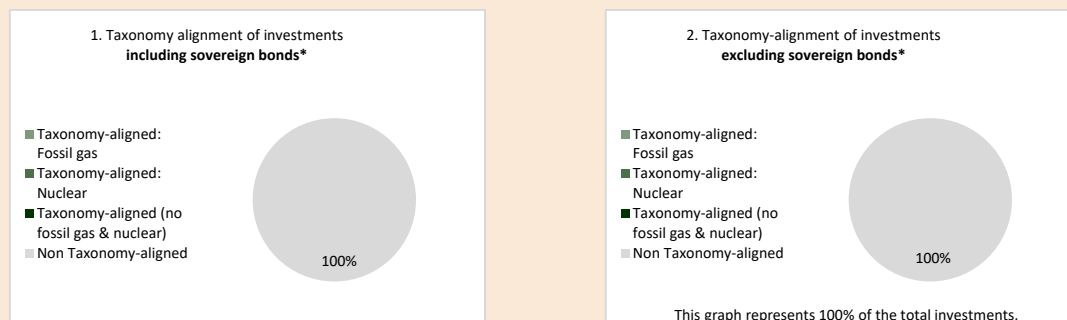 1. Taxonomy alignment of investments
including sovereign bonds*
Taxonomy-aligned:
Fossil gas
Taxonomy-aligned:
Nuclear
Taxonomy-aligned (no
fossil gas & nuclear)
Non Taxonomy-aligned
100%
2. Taxonomy-alignment of investments
excluding sovereign bonds*
Taxonomy-aligned:
Fossil gas
Taxonomy-aligned:
Nuclear
Taxonomy-aligned (no
fossil gas & nuclear)
Non Taxonomy-aligned
100%
This graph represents 100% of the total investments.